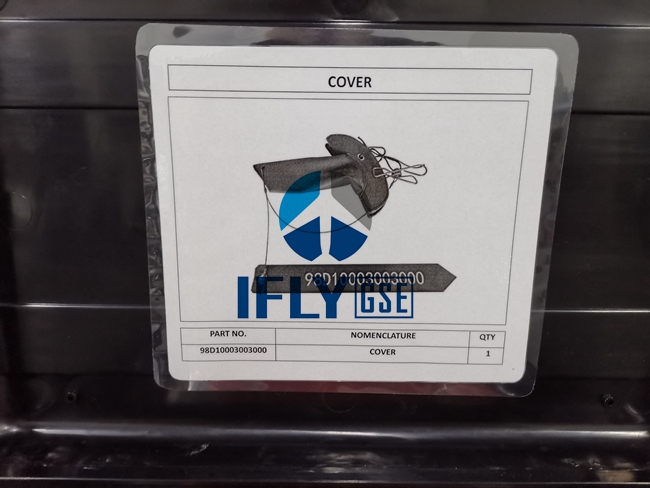 COVER
98D10003003000
IFLY GSE
PART NO. NOMENCLATURE QTY
98D10003003000 COVER 1